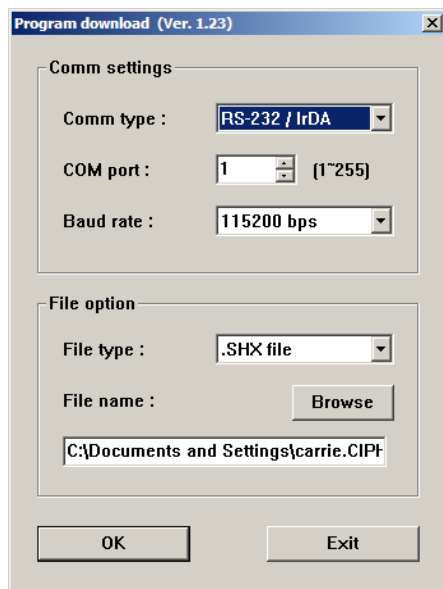 Program download (Ver. 1.23)
Comm settings
Comm type : RS-232 / IrDA
COM port : 1 (1~255)
Baud rate : 115200 bps
File option
File type : .SHX file
File name : Browse
C:\Documents and Settings\carrie.CIPH
OK Exit